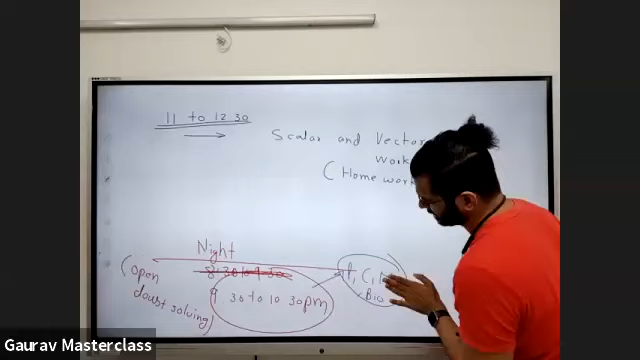 11 to 12 30
Scalar and Vector
work
(Home work
Night
(Open
doubt solving)
8:30 to 9 30
9 30 to 10 30pm
P, C,
Bio
Gaurav Masterclass